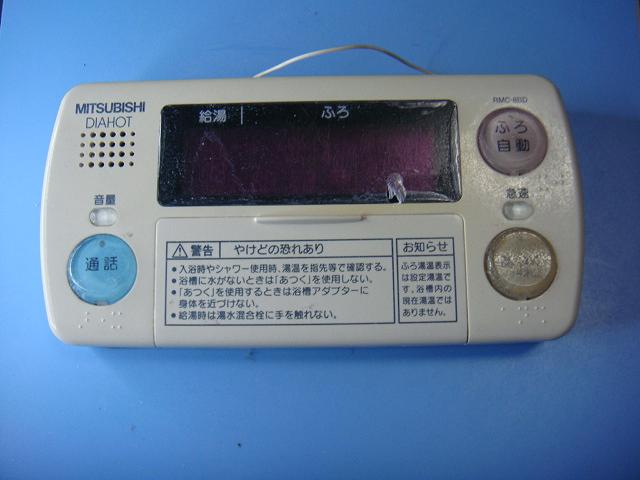 MITSUBISHI
DIAHOT
給湯 ふろ
RMC-8BD
ふろ
自動
音量
急速
通話
警告 やけどの恐れあり
●入浴時やシャワー使用時、湯温を指先等で確認する。
●浴槽に水がないときは「あつく」を使用しない。
●「あつく」を使用するときは浴槽アダプターに
身体を近づけない。
●給湯時は湯水混合栓に手を触れない。
お知らせ
ふろ湯温表示
は設定湯温で
す。浴槽内の
現在湯温では
ありません。